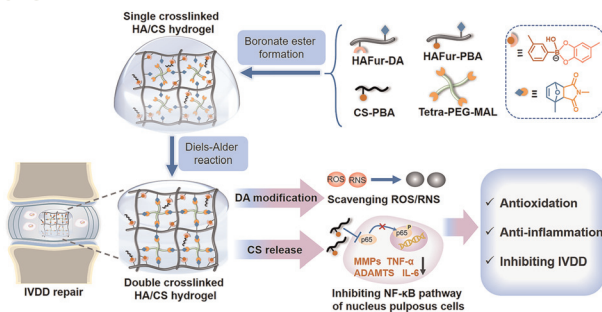 Single crosslinked
HA/CS hydrogel
Boronate ester
formation
HAFur-DA
HAFur-PBA
CS-PBA
Tetra-PEG-MAL
HO
B
O
O
⊖
≡
≡
O
O
N
O
Diels-Alder
reaction
DA modification
ROS
RNS
Scavenging ROS/RNS
CS release
p65
p65
P
MMPs TNF-α
ADAMTS IL-6
Inhibiting NF-κB pathway
of nucleus pulposus cells
IVDD repair
Double crosslinked
HA/CS hydrogel
✓ Antioxidation
✓ Anti-inflammation
✓ Inhibiting IVDD